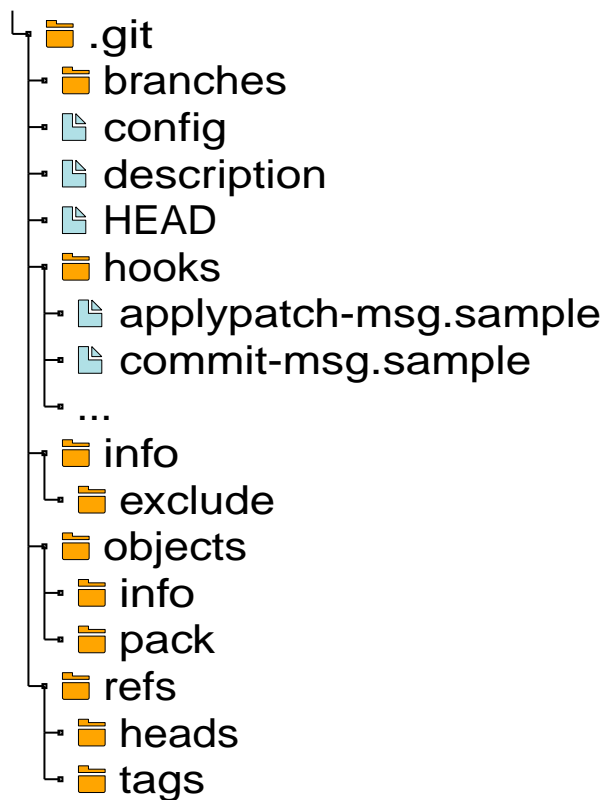 .git
branches
config
description
HEAD
hooks
applypatch-msg.sample
commit-msg.sample
...
info
exclude
objects
info
pack
refs
heads
tags